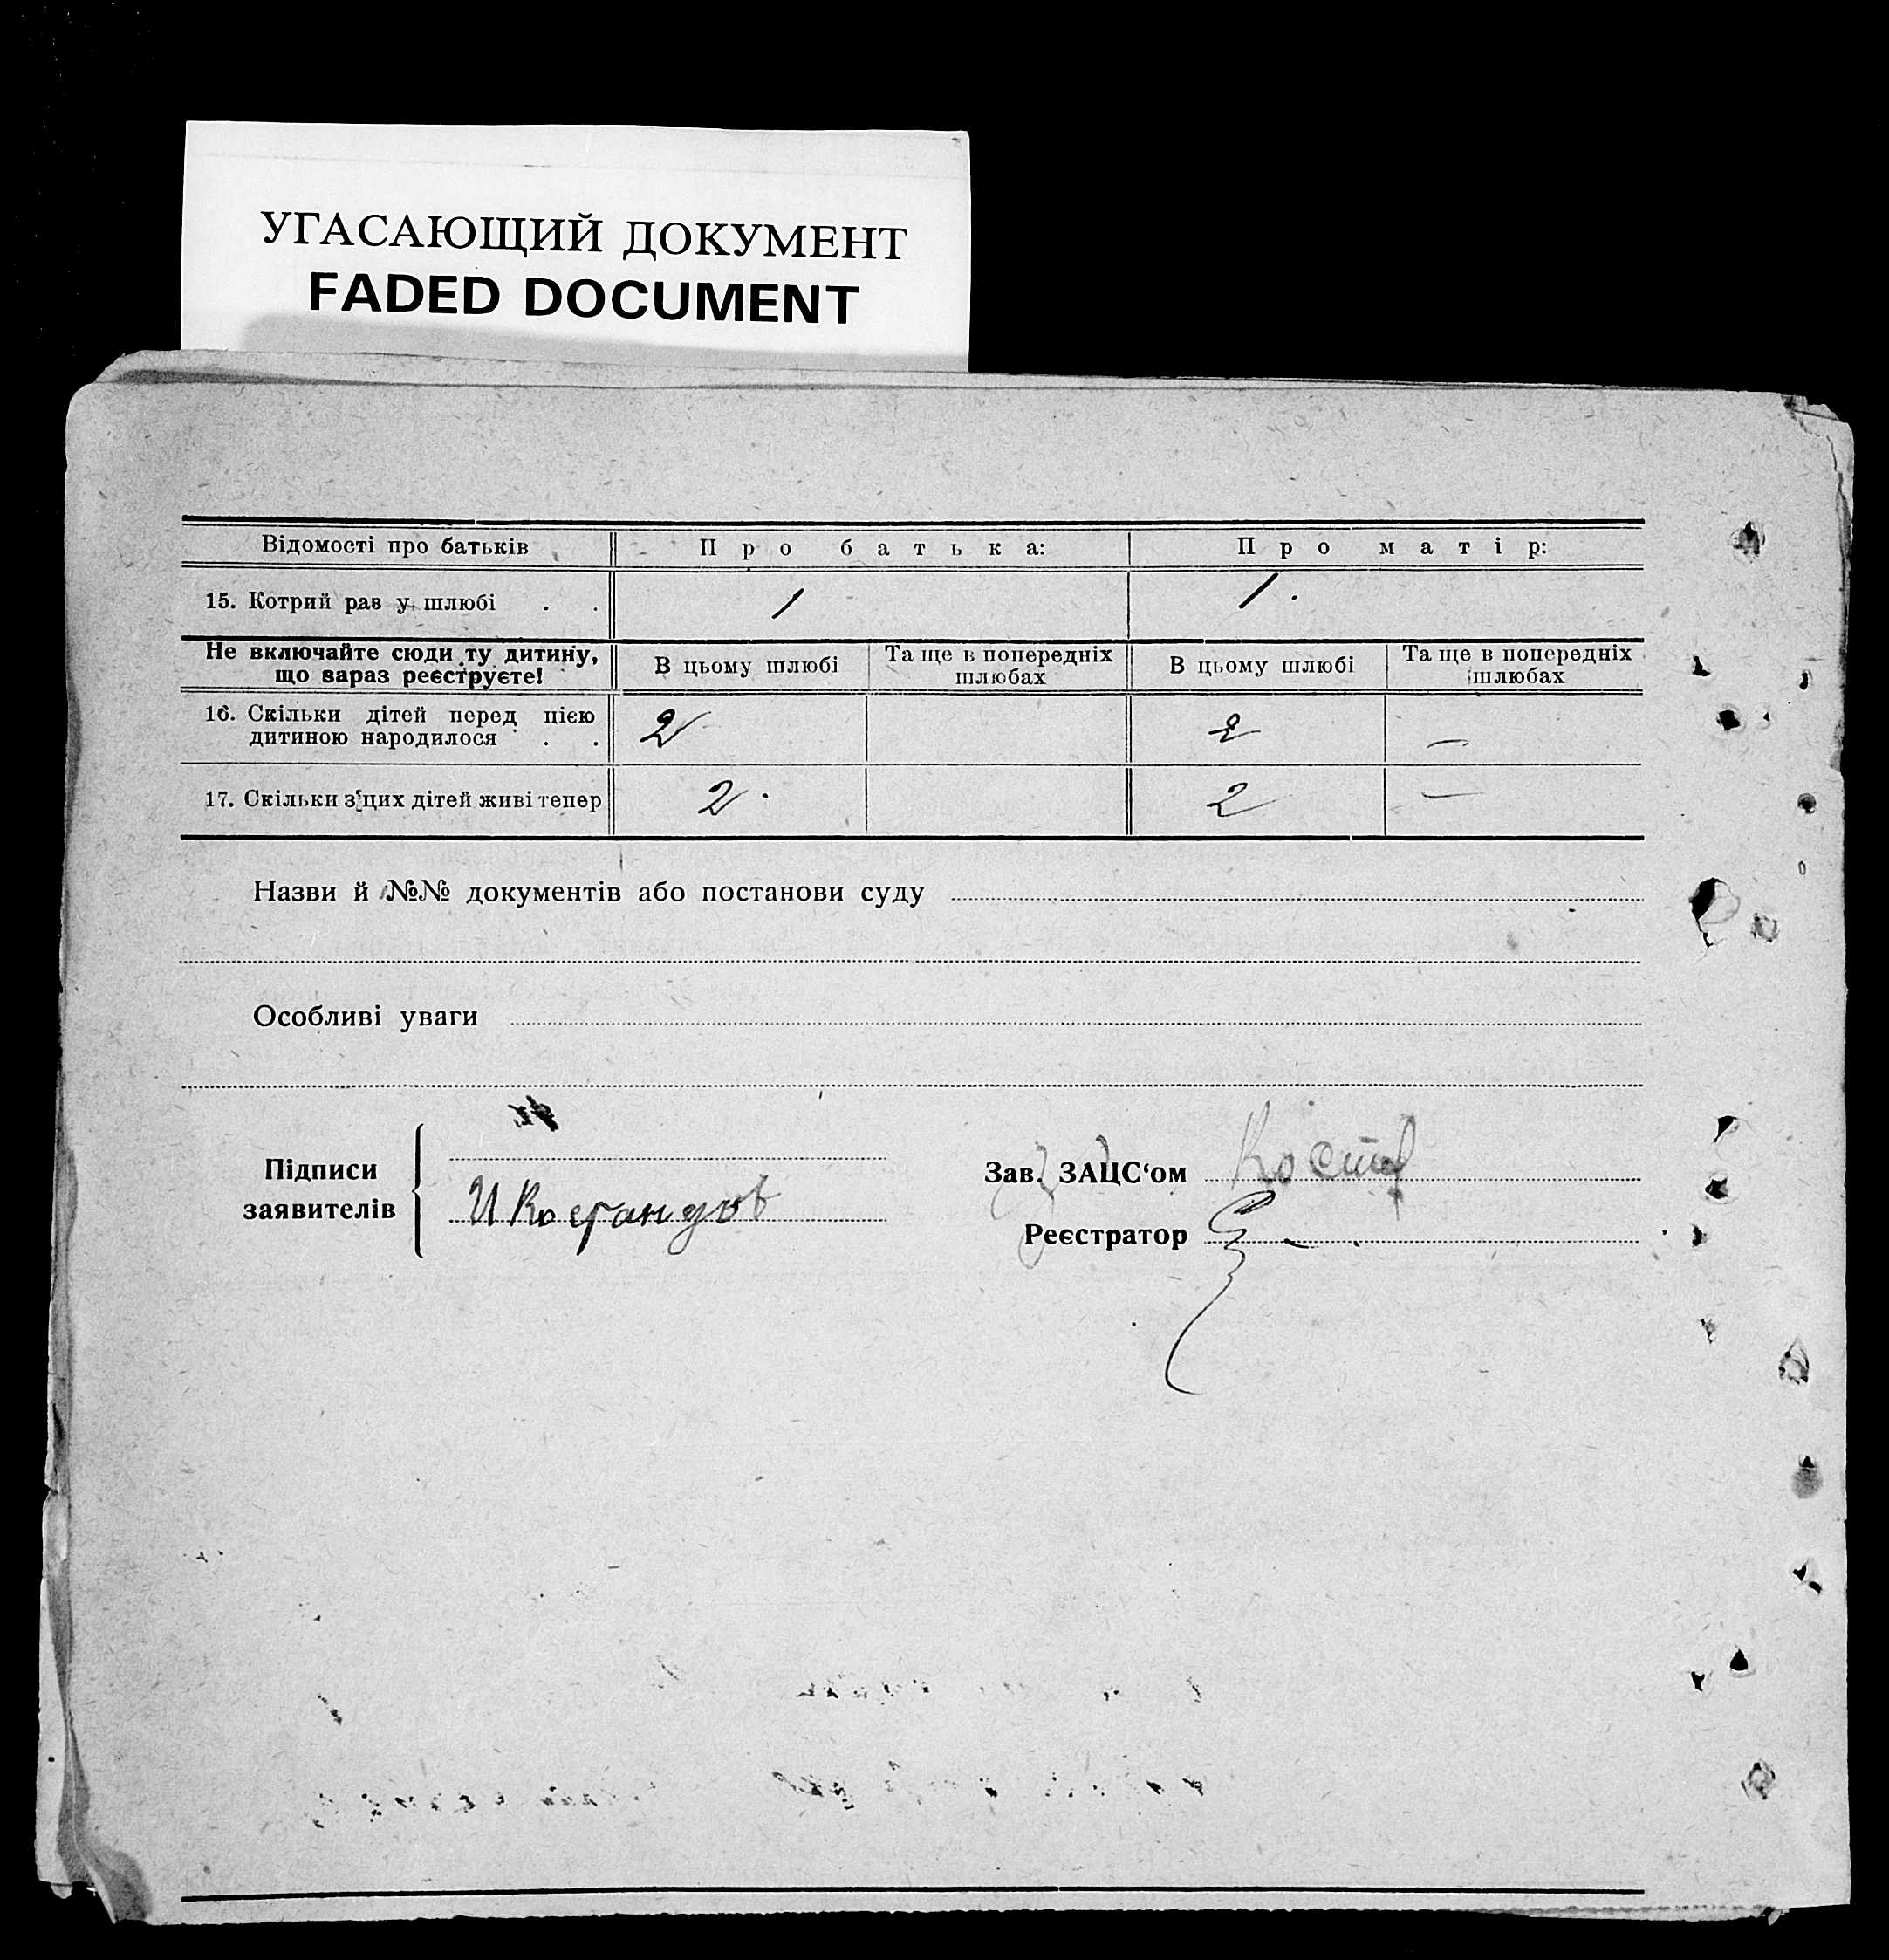 УГАСАЮЩИЙ ДОКУМЕНТ
FADED DOCUMENT
Відомості про батьків Про батька: Про матір:
15. Котрий раз у шлюбі . . 1 1.
Не включайте сюди ту дитину, що зараз реєструєте! В цьому шлюбі Та ще в попередніх шлюбах В цьому шлюбі Та ще в попередніх шлюбах
16. Скільки дітей перед цією
дитиною народилося . . 2 2 —
17. Скільки з цих дітей живі тепер 2. 2 —
Назви й №№ документів або постанови суду
Особливі уваги
Підписи
заявителів
И Костандов
Зав. ЗАЦС‘ом
Реєстратор